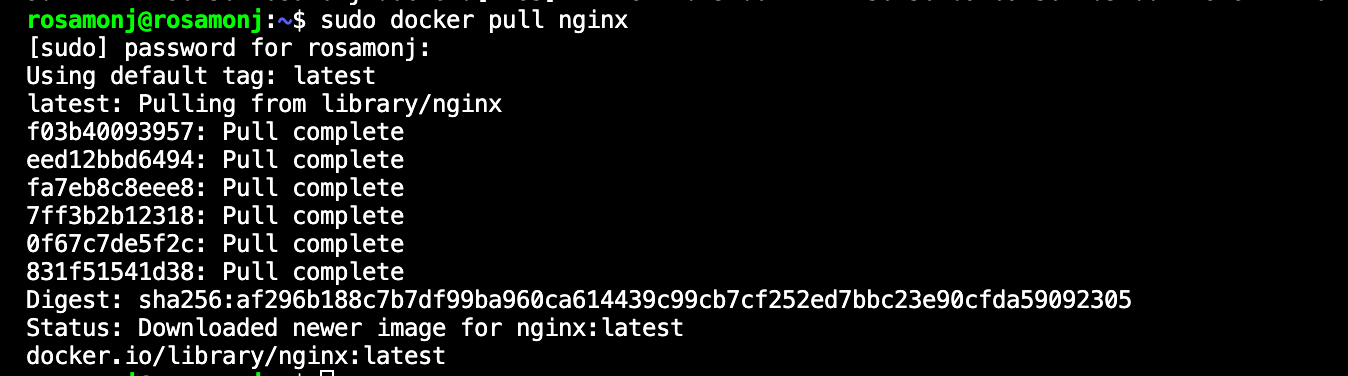 rosamonj@rosamonj:~$ sudo docker pull nginx
[sudo] password for rosamonj:
Using default tag: latest
latest: Pulling from library/nginx
f03b40093957: Pull complete
eed12bbd6494: Pull complete
fa7eb8c8eee8: Pull complete
7ff3b2b12318: Pull complete
0f67c7de5f2c: Pull complete
831f51541d38: Pull complete
Digest: sha256:af296b188c7b7df99ba960ca614439c99cb7cf252ed7bbc23e90cfda59092305
Status: Downloaded newer image for nginx:latest
docker.io/library/nginx:latest